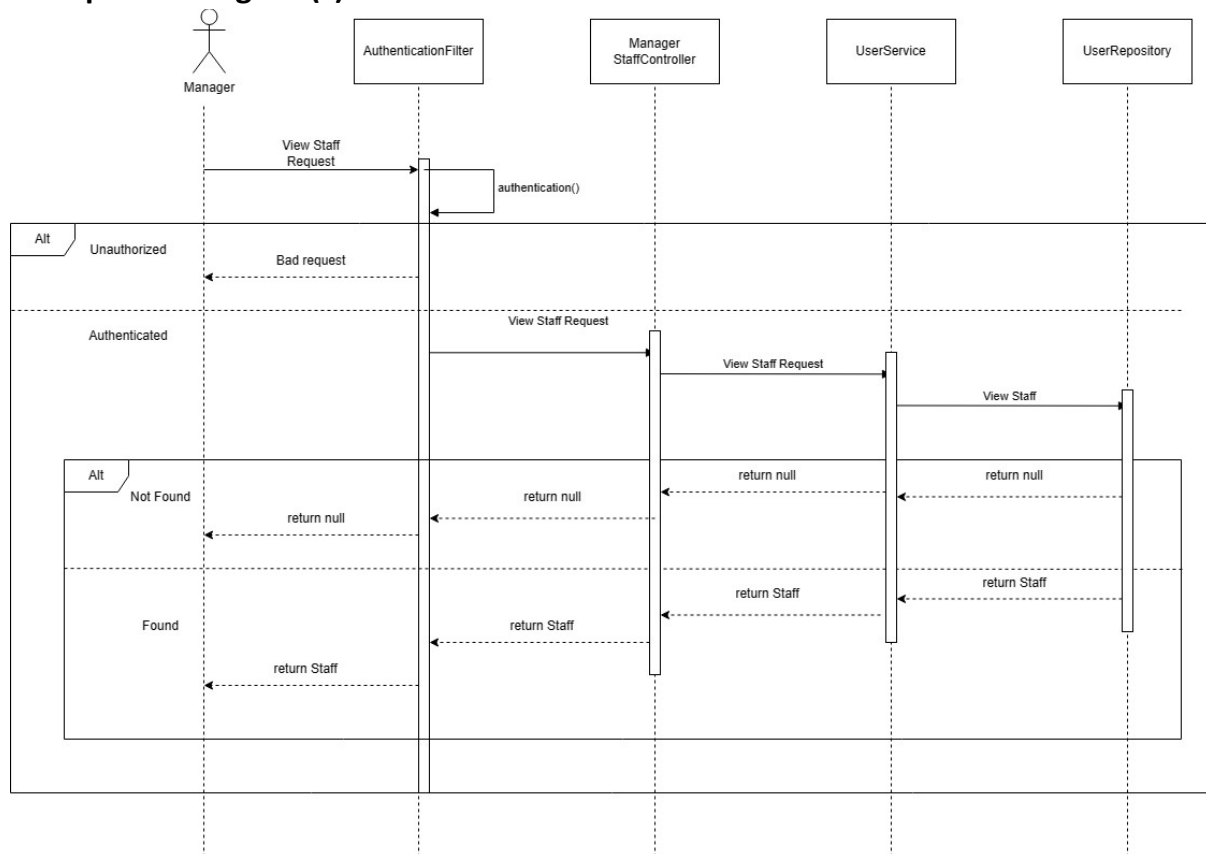 Manager
AuthenticationFilter
Manager
StaffController
UserService
UserRepository
View Staff
Request
authentication()
Alt
Unauthorized
Bad request
Authenticated
View Staff Request
View Staff Request
View Staff
Alt
Not Found
return null
return null
return null
return null
Found
return Staff
return Staff
return Staff
return Staff